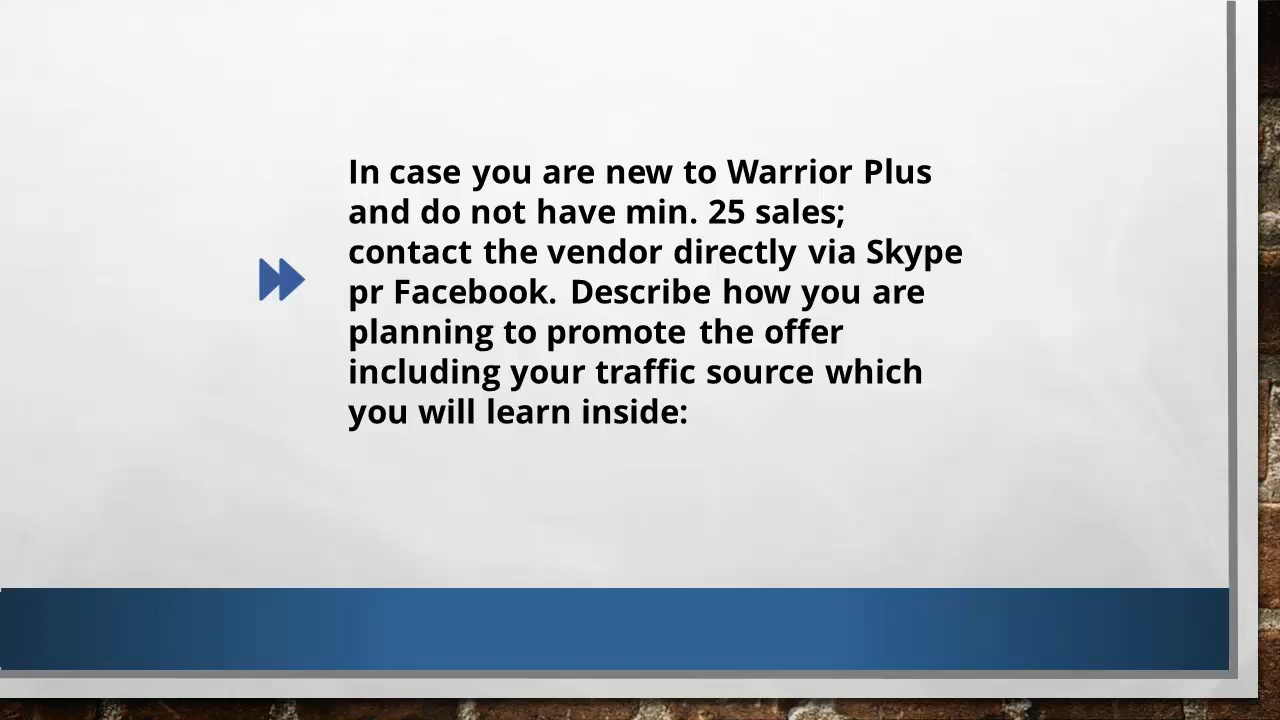 In case you are new to Warrior Plus
and do not have min. 25 sales;
contact the vendor directly via Skype
pr Facebook. Describe how you are
planning to promote the offer
including your traffic source which
you will learn inside: